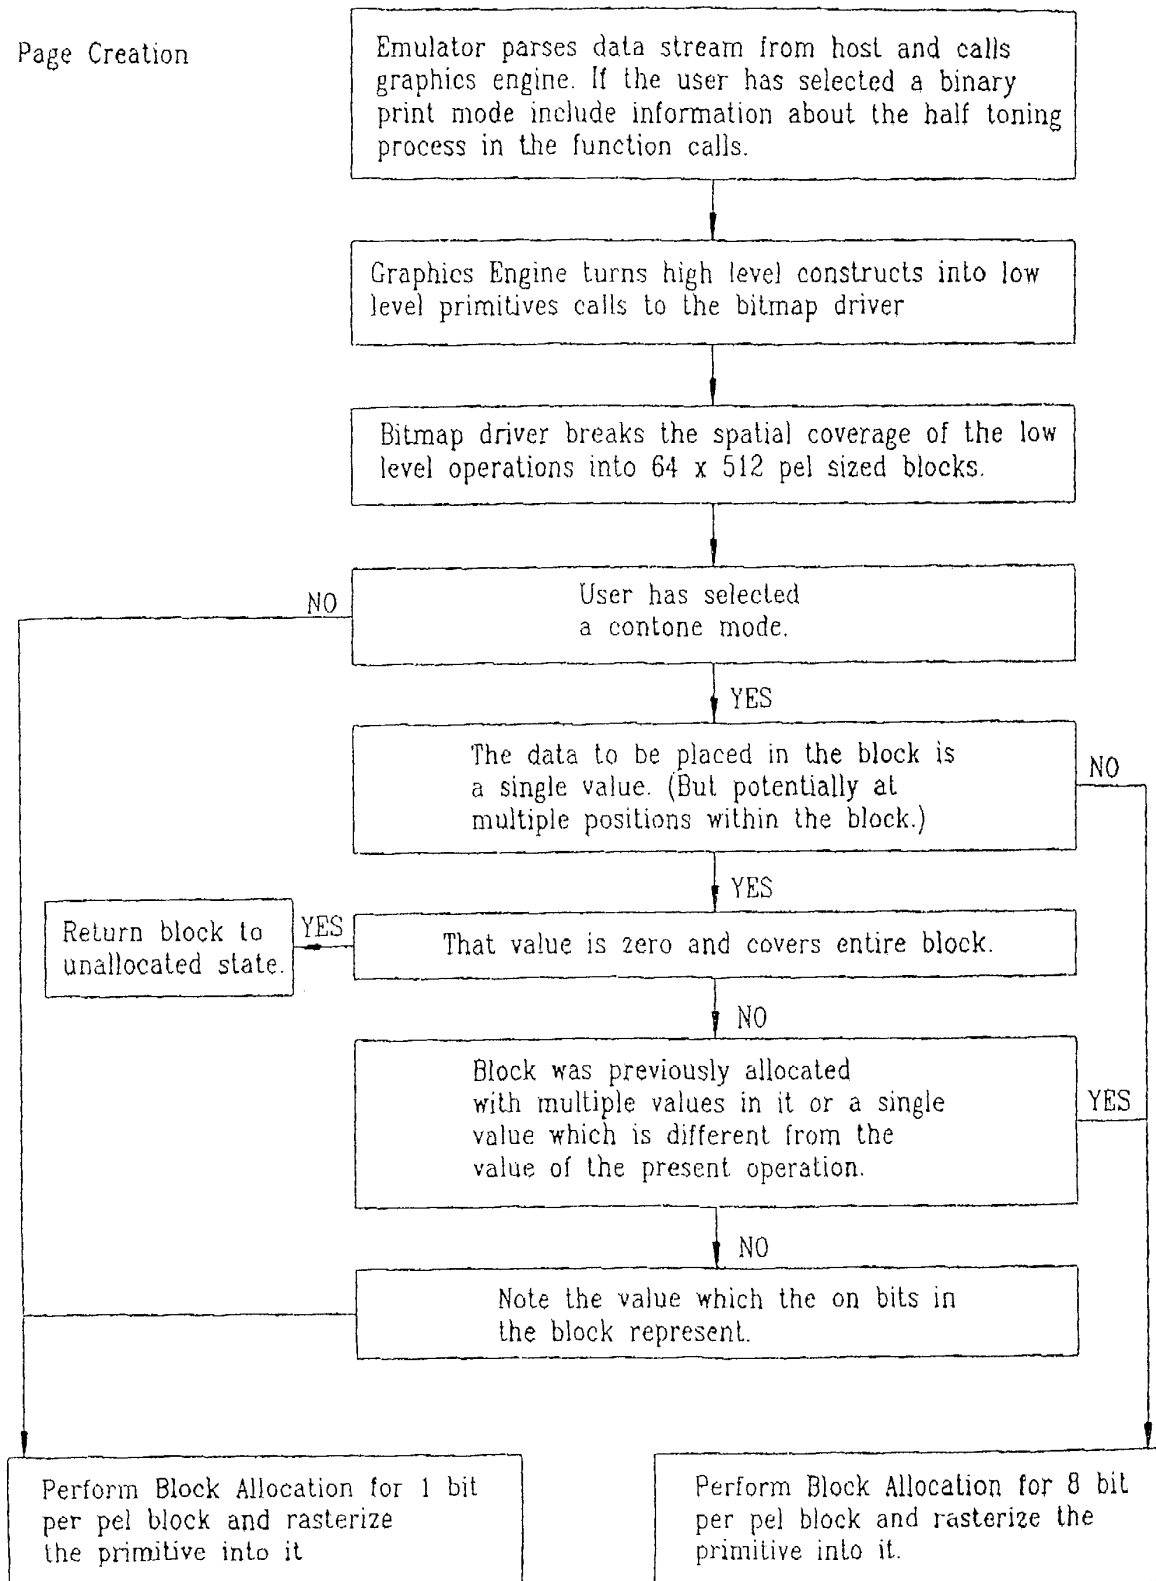 Page Creation
Emulator parses data stream from host and calls
graphics engine. If the user has selected a binary
print mode include information about the half toning
process in the function calls.
Graphics Engine turns high level constructs into low
level primitives calls to the bitmap driver
Bitmap driver breaks the spatial coverage of the low
level operations into 64 x 512 pel sized blocks.
NO
User has selected
a contone mode.
YES
The data to be placed in the block is
a single value. (But potentially at
multiple positions within the block.)
NO
YES
Return block to
unallocated state.
YES
That value is zero and covers entire block.
NO
Block was previously allocated
with multiple values in it or a single
value which is different from the
value of the present operation.
YES
NO
Note the value which the on bits in
the block represent.
Perform Block Allocation for 1 bit
per pel block and rasterize
the primitive into it
Perform Block Allocation for 8 bit
per pel block and rasterize the
primitive into it.